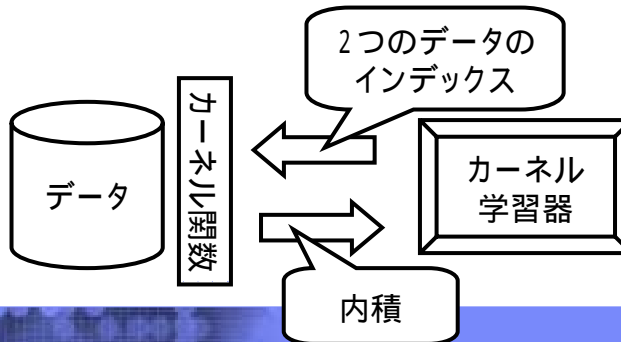 2つのデータの
インデックス
カーネル関数
データ
カーネル
学習器
内積